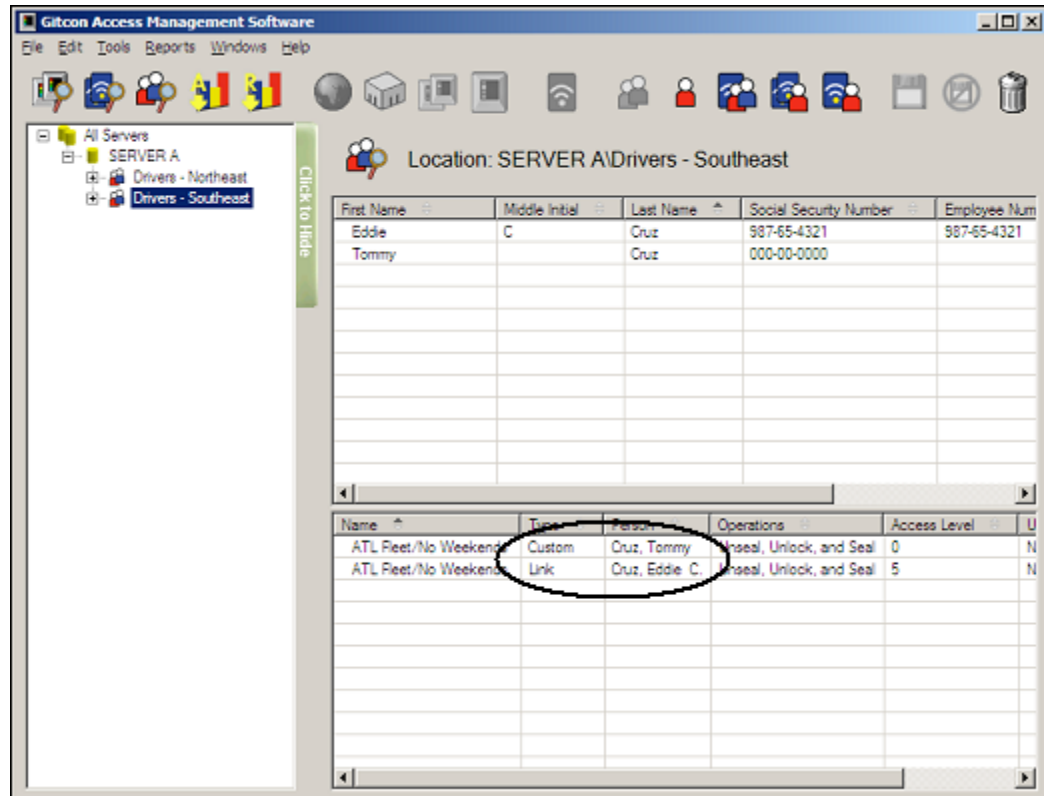 Gitcon Access Management Software
File Edit Tools Reports Windows Help
All Servers
SERVER A
Drivers - Northeast
Drivers - Southeast
Click to Hide
Location: SERVER A\Drivers - Southeast
First Name Middle Initial Last Name Social Security Number Employee Num
Eddie C Cruz 987-65-4321 987-65-4321
Tommy Cruz 000-00-0000
Name Type Person Operations Access Level U
ATL Fleet/No Weekends Custom Cruz, Tommy Unseal, Unlock, and Seal 0 N
ATL Fleet/No Weekends Link Cruz, Eddie C. Unseal, Unlock, and Seal 5 N